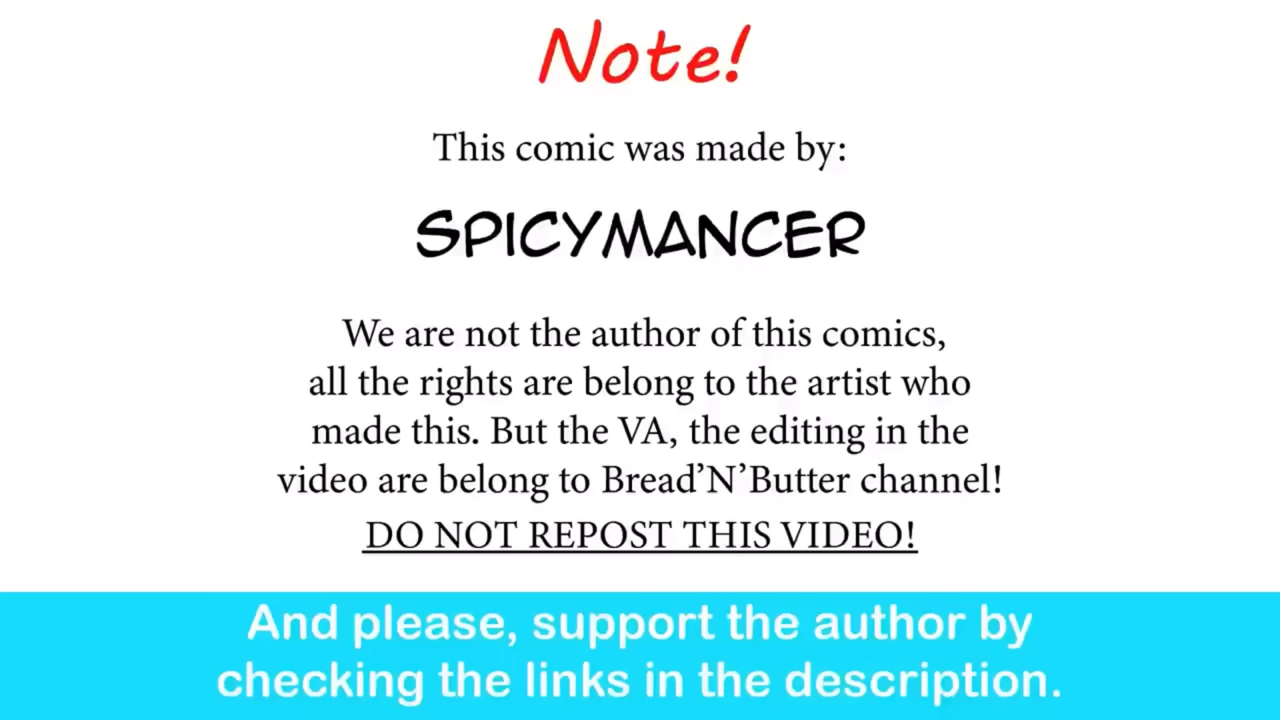 Note!
This comic was made by:
SPICYMANCER
We are not the author of this comics,
all the rights are belong to the artist who
made this. But the VA, the editing in the
video are belong to Bread’N’Butter channel!
DO NOT REPOST THIS VIDEO!
And please, support the author by
checking the links in the description.